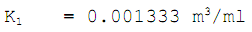 K₁ = 0.001333 m³/ml